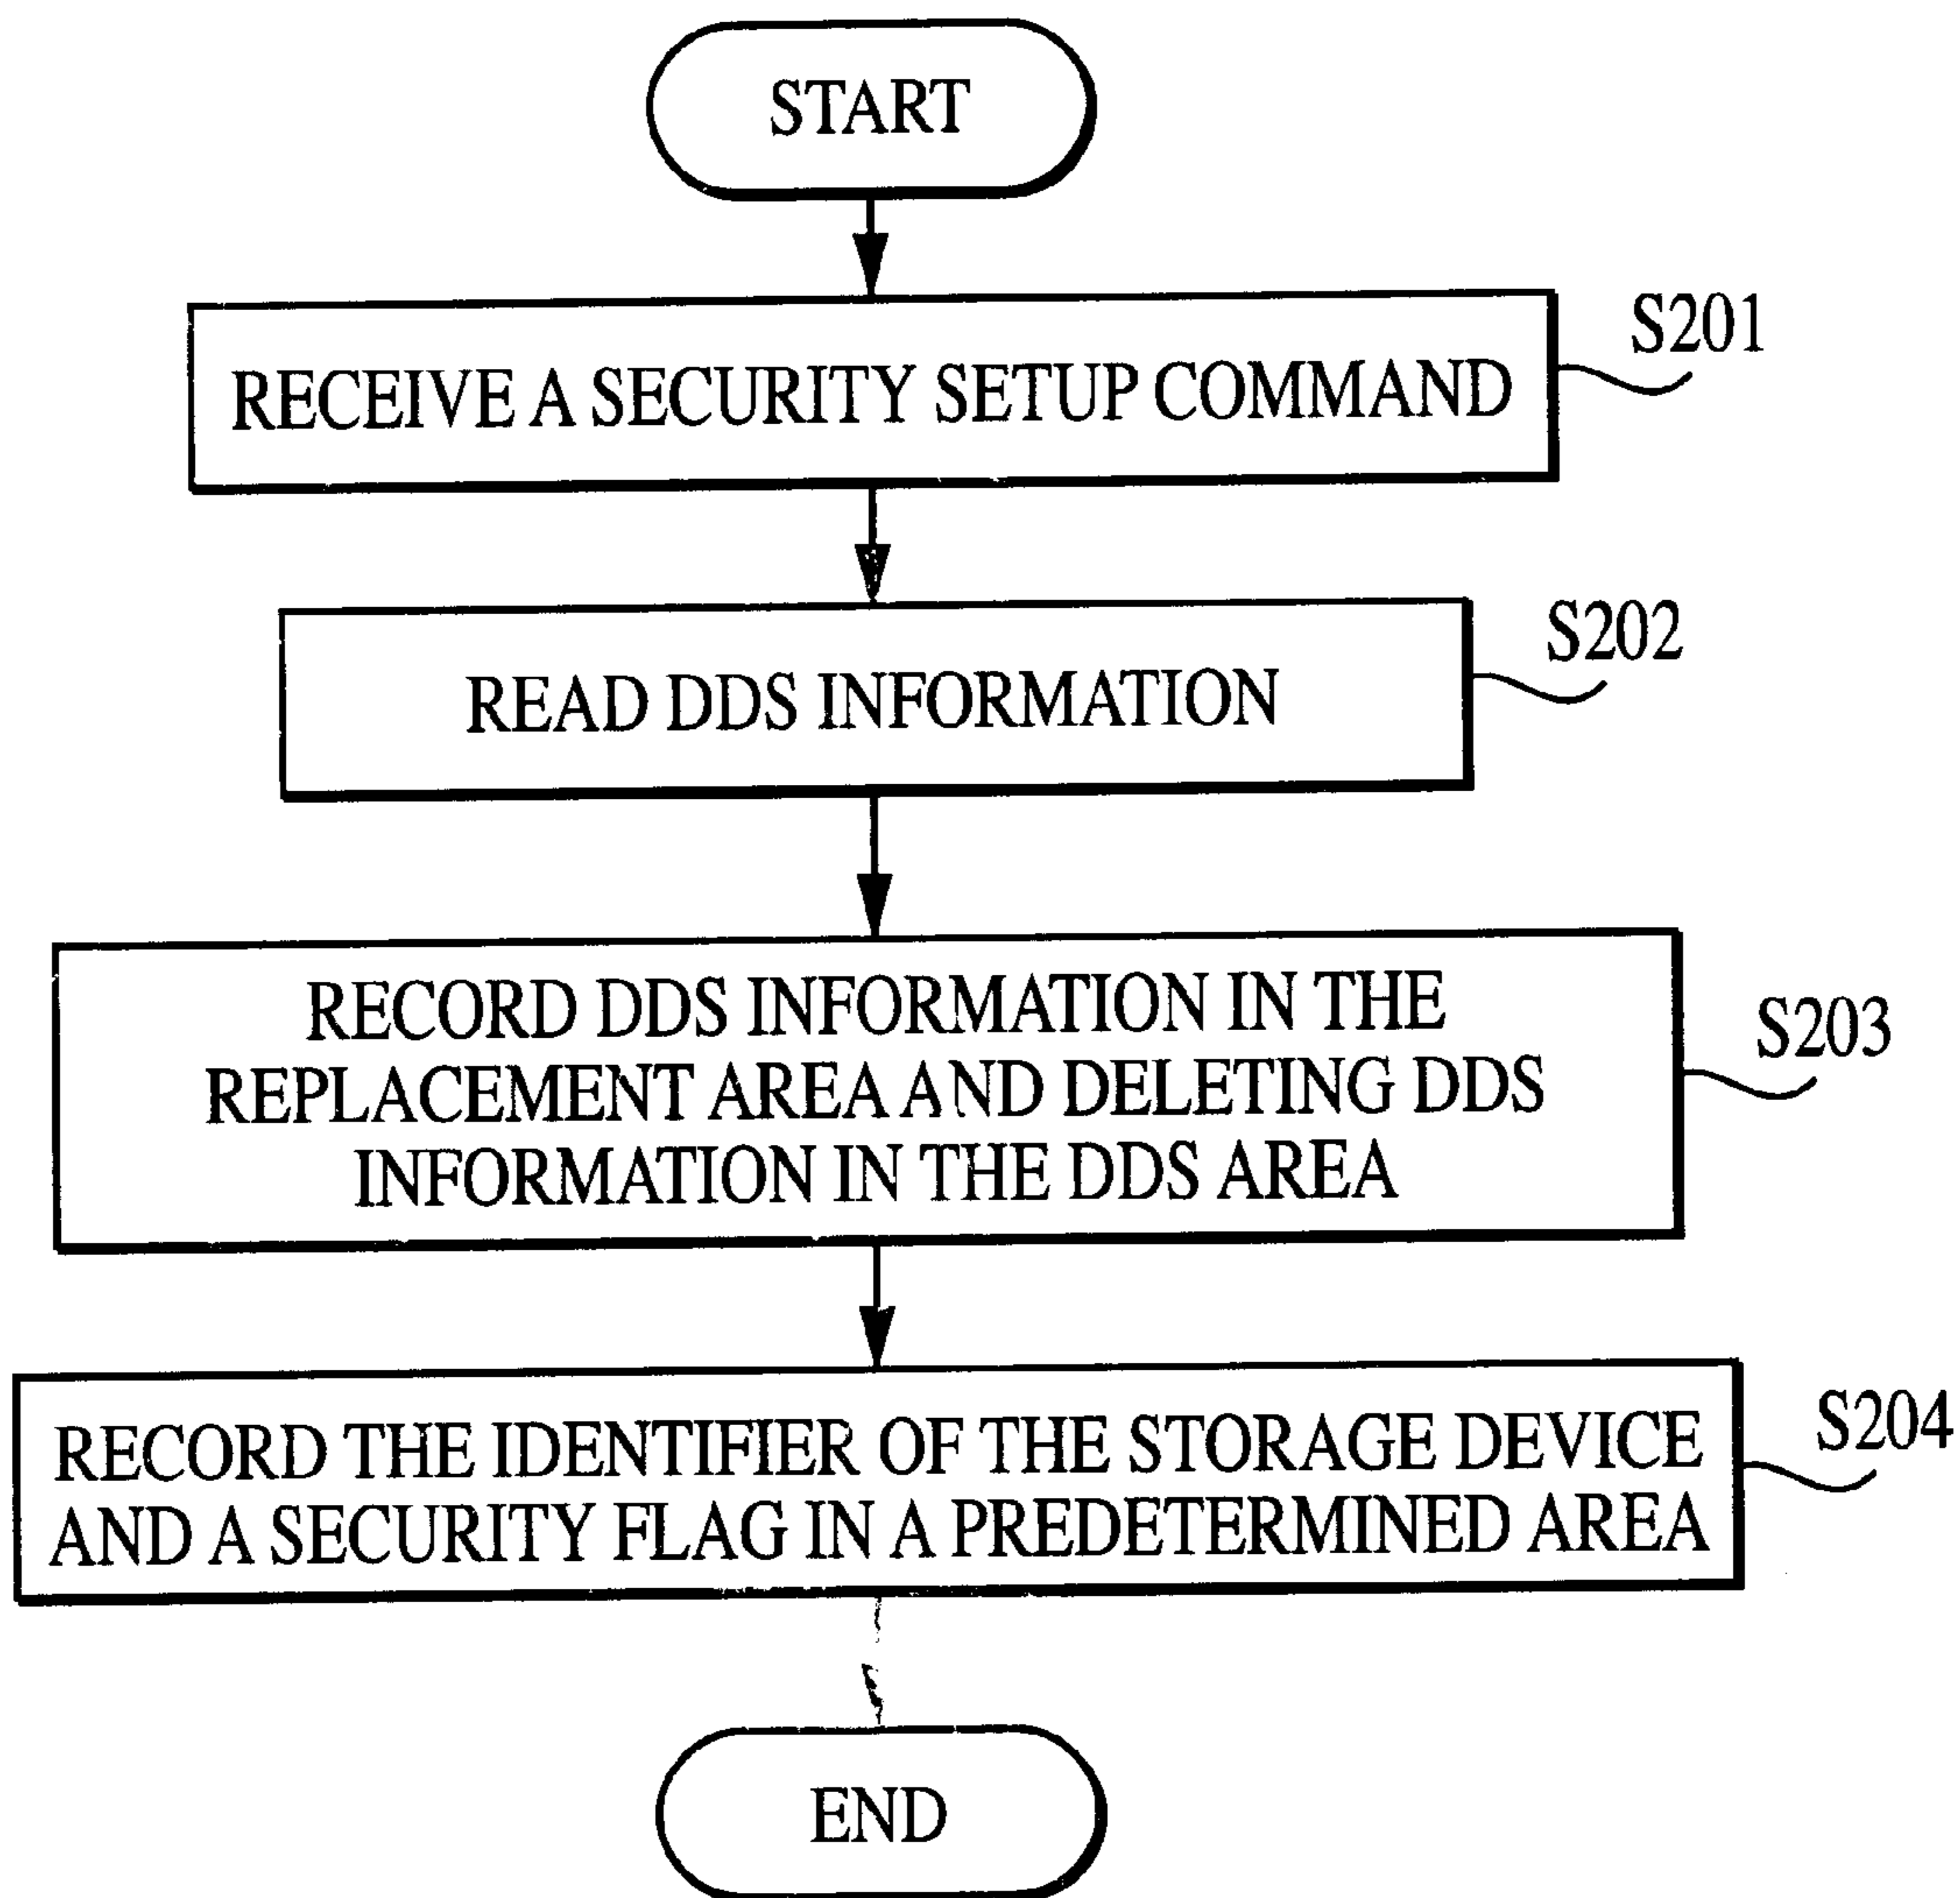 START
RECEIVE A SECURITY SETUP COMMAND
S201
READ DDS INFORMATION
S202
RECORD DDS INFORMATION IN THE
REPLACEMENT AREA AND DELETING DDS
INFORMATION IN THE DDS AREA
S203
RECORD THE IDENTIFIER OF THE STORAGE DEVICE
AND A SECURITY FLAG IN A PREDETERMINED AREA
S204
END